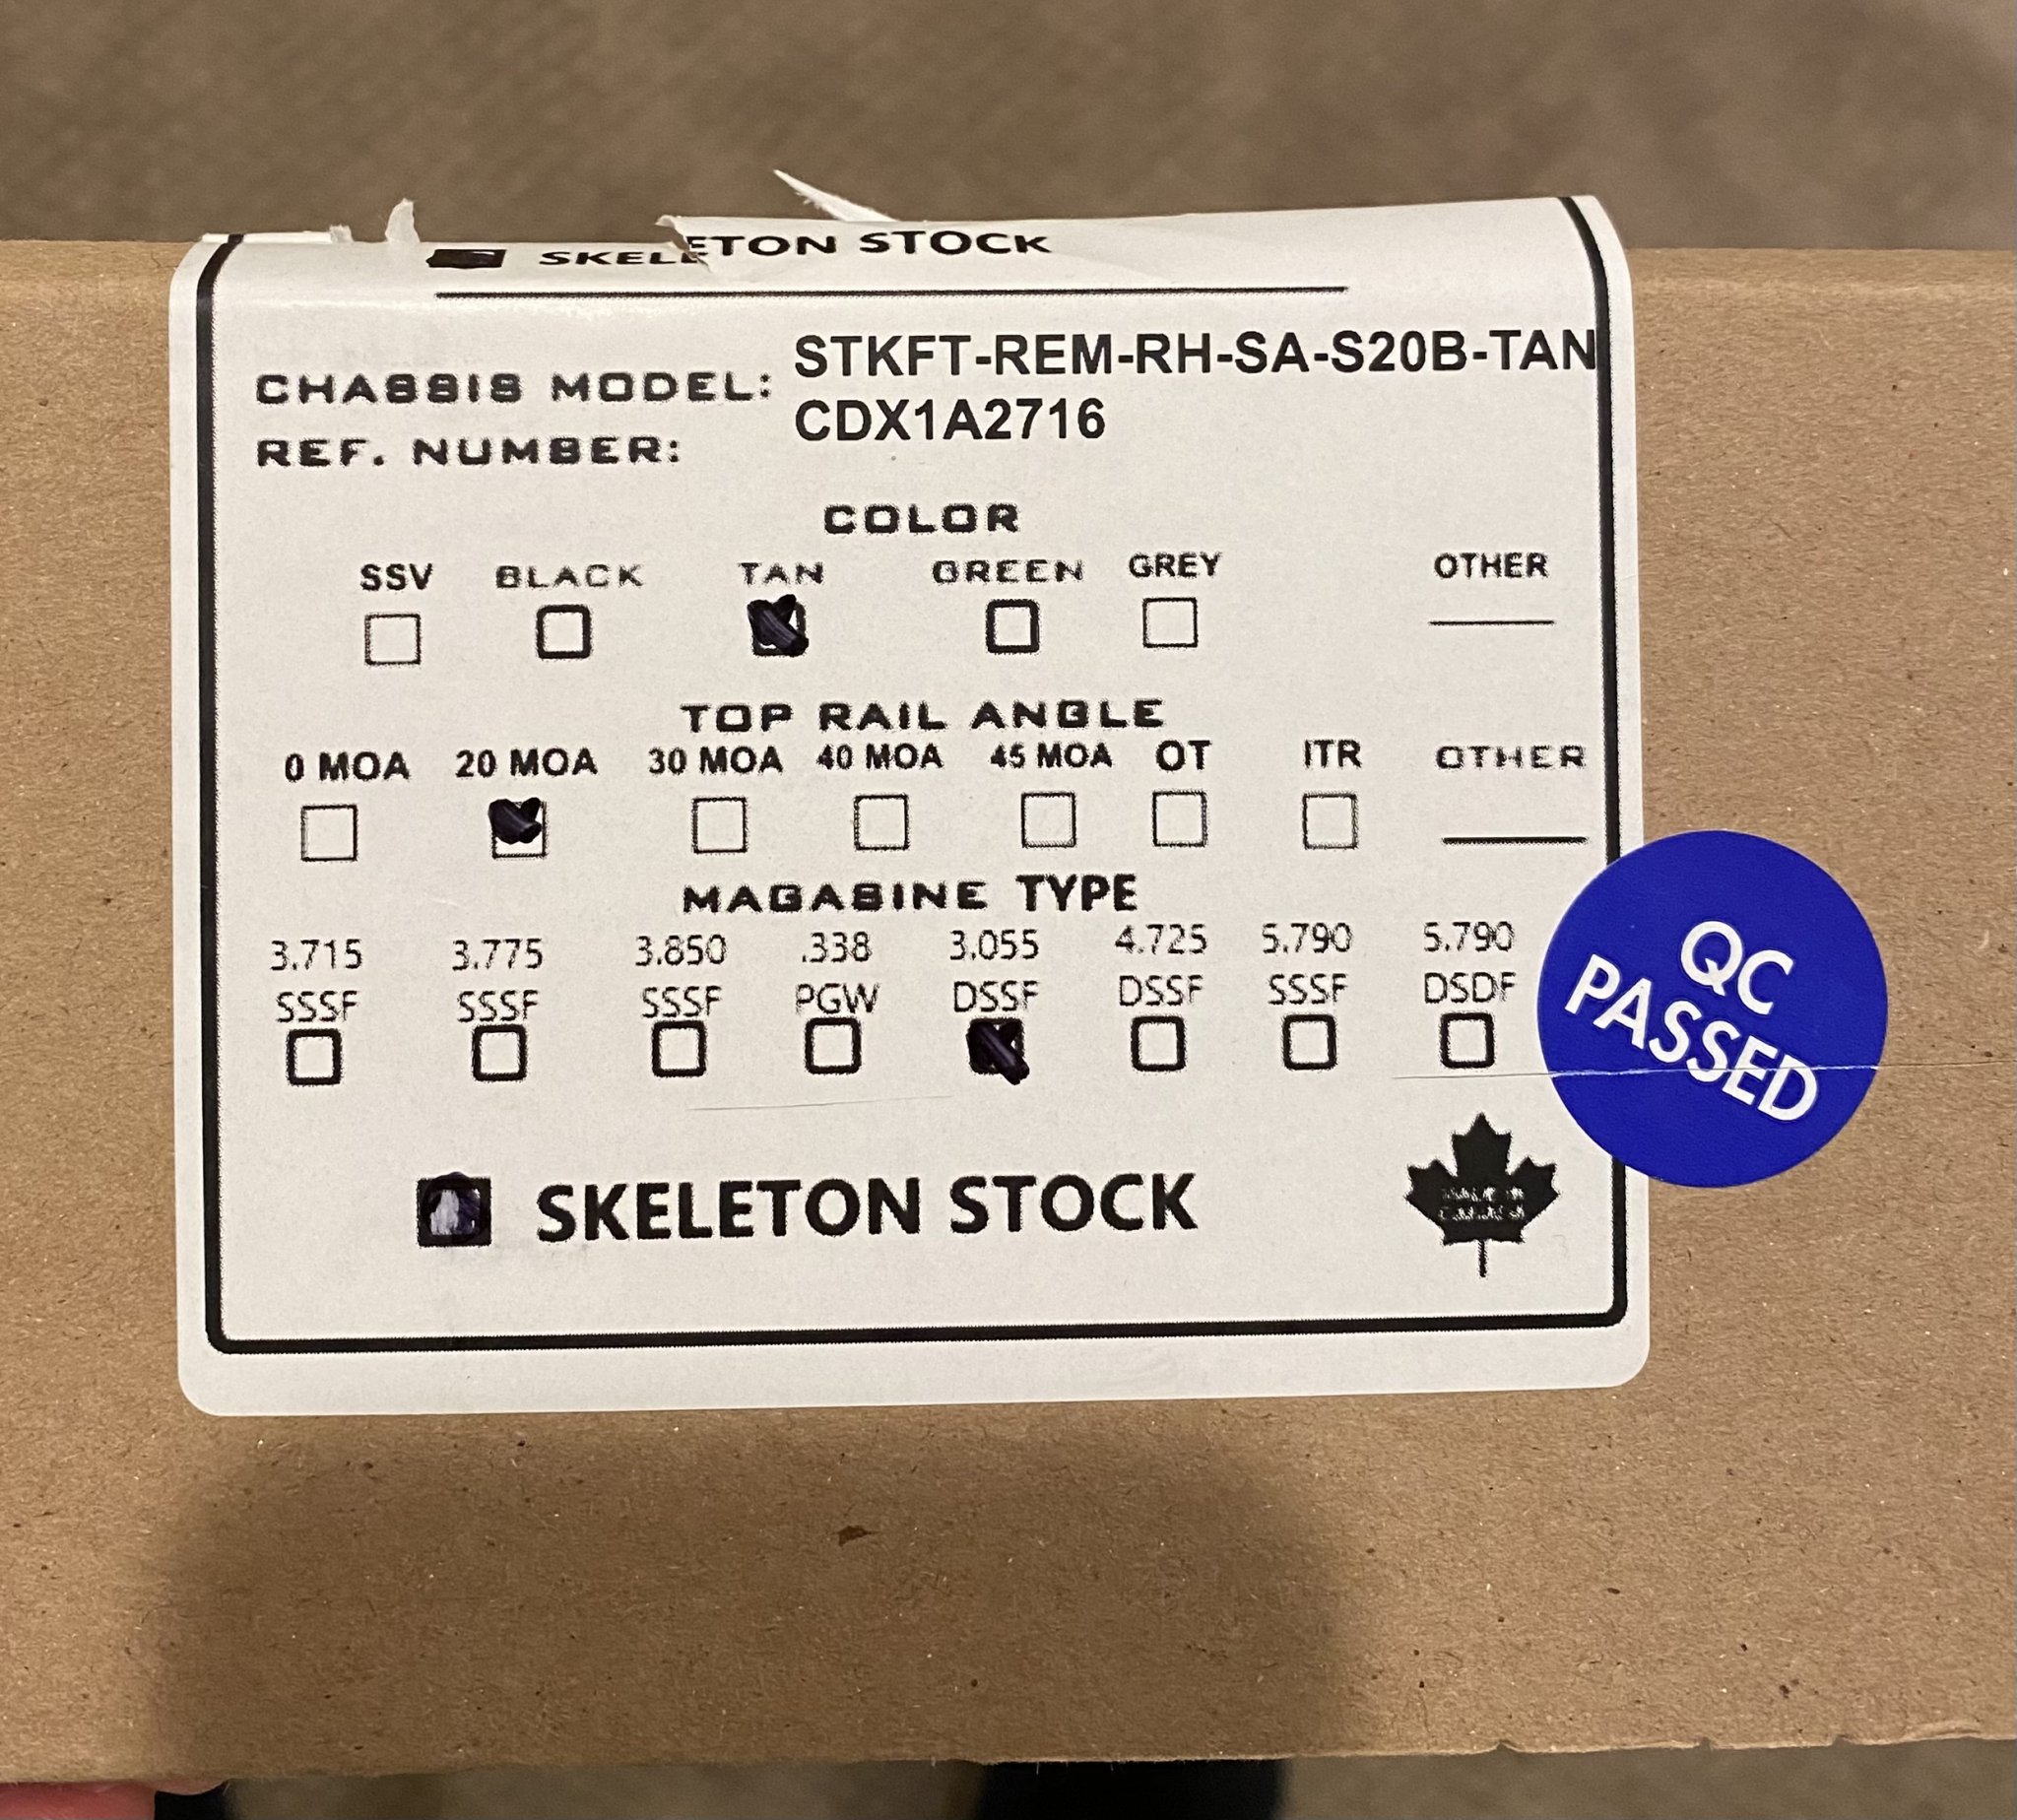 SKELETON STOCK
CHASSIS MODEL: STKFT-REM-RH-SA-S20B-TAN
REF. NUMBER: CDX1A2716
COLOR
SSV BLACK TAN GREEN GREY OTHER
TOP RAIL ANGLE
0 MOA 20 MOA 30 MOA 40 MOA 45 MOA OT ITR OTHER
MAGASINE TYPE
3.715 3.775 3.850 .338 3.055 4.725 5.790 5.790
SSSF SSSF SSSF PGW DSSF DSSF SSSF DSDF
QC
PASSED
SKELETON STOCK
MADE IN
CANADA